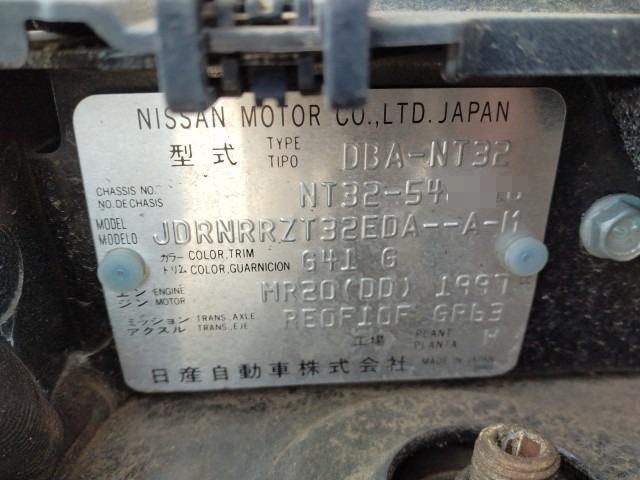 NISSAN MOTOR CO.,LTD. JAPAN
型式 TYPE TIPO DBA-NT32
CHASSIS NO. NO.DE CHASIS NT32-54
MODEL MODELO JDRNRRZT32EDA--A-M
カラー COLOR,TRIM
トリム COLOR,GUARNICION G41 G
エンジン ENGINE MOTOR MR20(DD) 1997 cc
ミッション TRANS.,AXLE
アクスル TRANS.,EJE RE0F10F GP63
工場 PLANT PLANTA M
日産自動車株式会社 MADE IN JAPAN